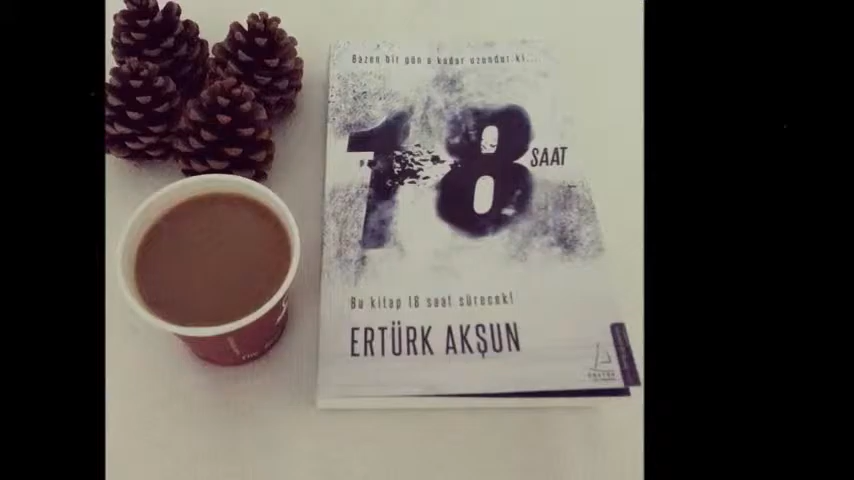 Bazen bir gün o kadar uzundur ki....
18
SAAT
Bu kitap 18 saat sürecek!
ERTÜRK AKŞUN